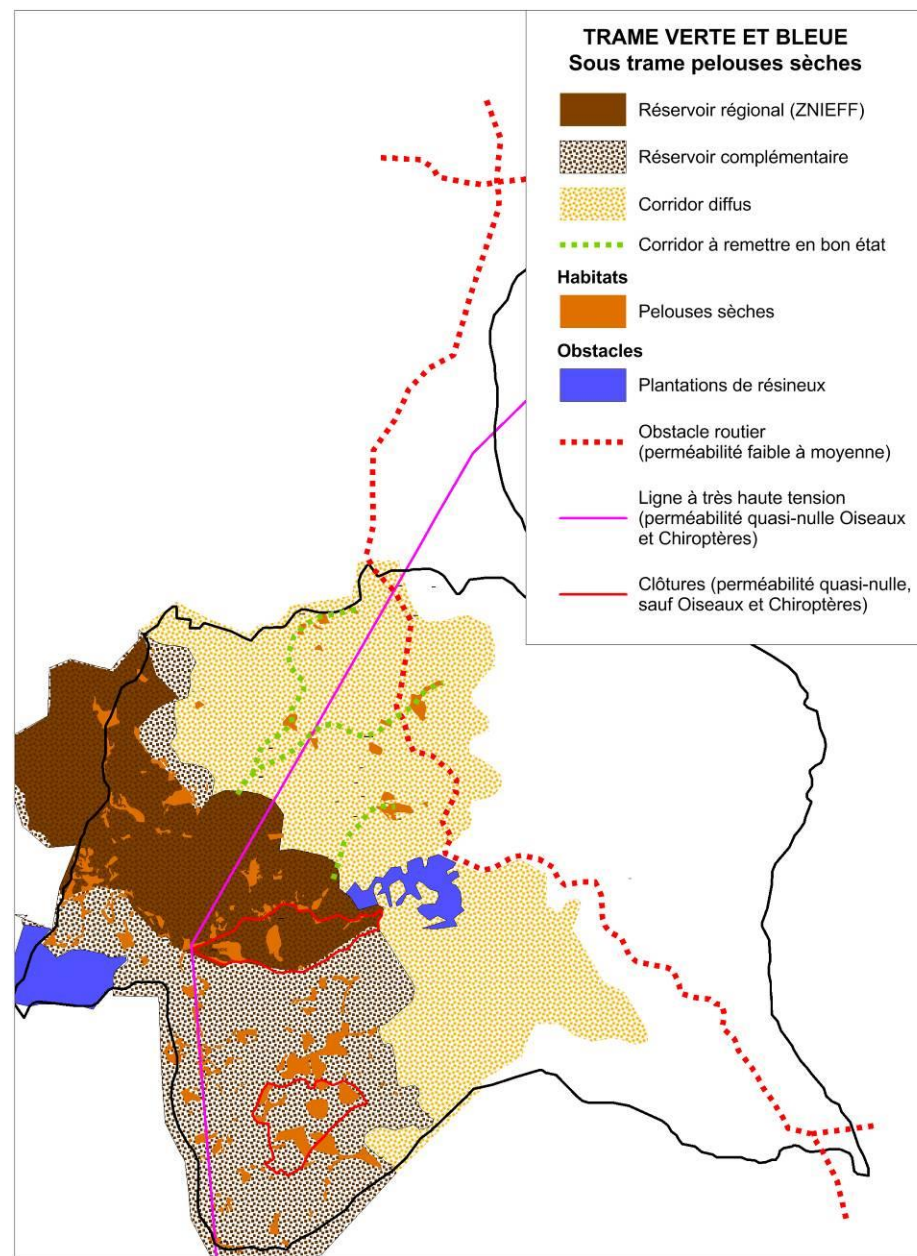 TRAME VERTE ET BLEUE
Sous trame pelouses sèches
Réservoir régional (ZNIEFF)
Réservoir complémentaire
Corridor diffus
Corridor à remettre en bon état
Habitats
Pelouses sèches
Obstacles
Plantations de résineux
Obstacle routier
(perméabilité faible à moyenne)
Ligne à très haute tension
(perméabilité quasi-nulle Oiseaux
et Chiroptères)
Clôtures (perméabilité quasi-nulle,
sauf Oiseaux et Chiroptères)